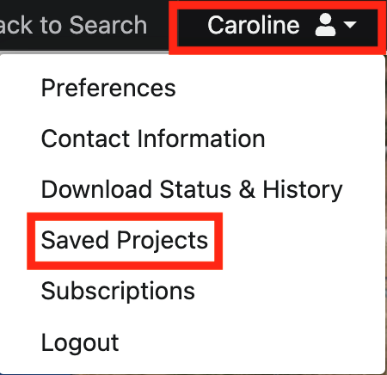 ack to Search Caroline
Preferences
Contact Information
Download Status & History
Saved Projects
Subscriptions
Logout